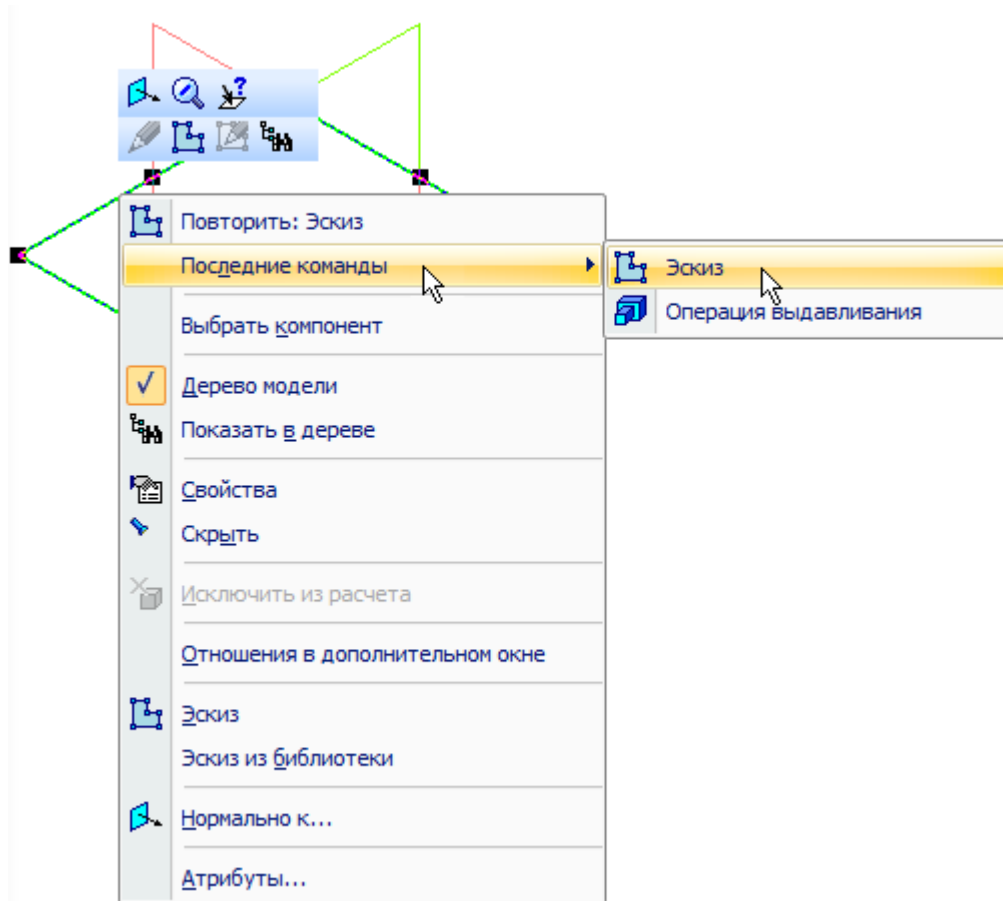 Повторить: Эскиз
Последние команды
Эскиз
Операция выдавливания
Выбрать компонент
Дерево модели
Показать в дереве
Свойства
Скрыть
Исключить из расчета
Отношения в дополнительном окне
Эскиз
Эскиз из библиотеки
Нормально к...
Атрибуты...